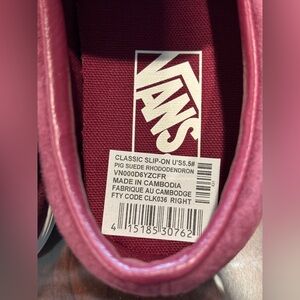 VANS
CLASSIC SLIP-ON U'S5.5#
PIG SUEDE RHODODENDRON
VN000D6YZCFR
MADE IN CAMBODIA
FABRIQUE AU CAMBODGE
FTY CODE CLK036 RIGHT
4 15185 30762